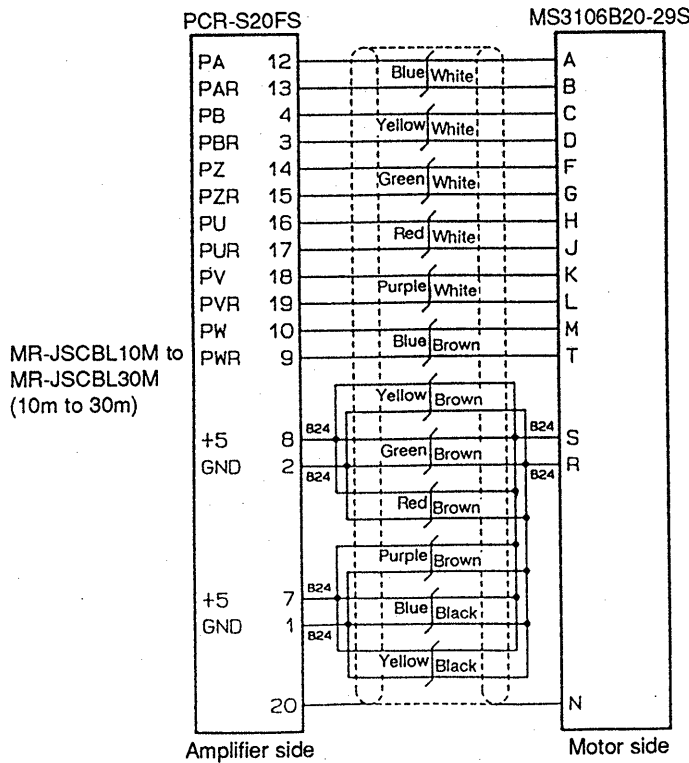 PCR-S20FS MS3106B20-29S
PA 12 A
Blue White
PAR 13 B
PB 4 C
Yellow White
PBR 3 D
PZ 14 F
Green White
PZR 15 G
PU 16 H
Red White
PUR 17 J
PV 18 K
Purple White
PVR 19 L
PW 10 M
Blue Brown
PWR 9 T
MR-JSCBL10M to
MR-JSCBL30M
(10m to 30m)
Yellow Brown
B24 B24
+5 8 S
Green Brown
GND 2 R
B24 B24
Red Brown
Purple Brown
B24
+5 7
Blue Black
GND 1
B24
Yellow Black
20 N
Amplifier side Motor side